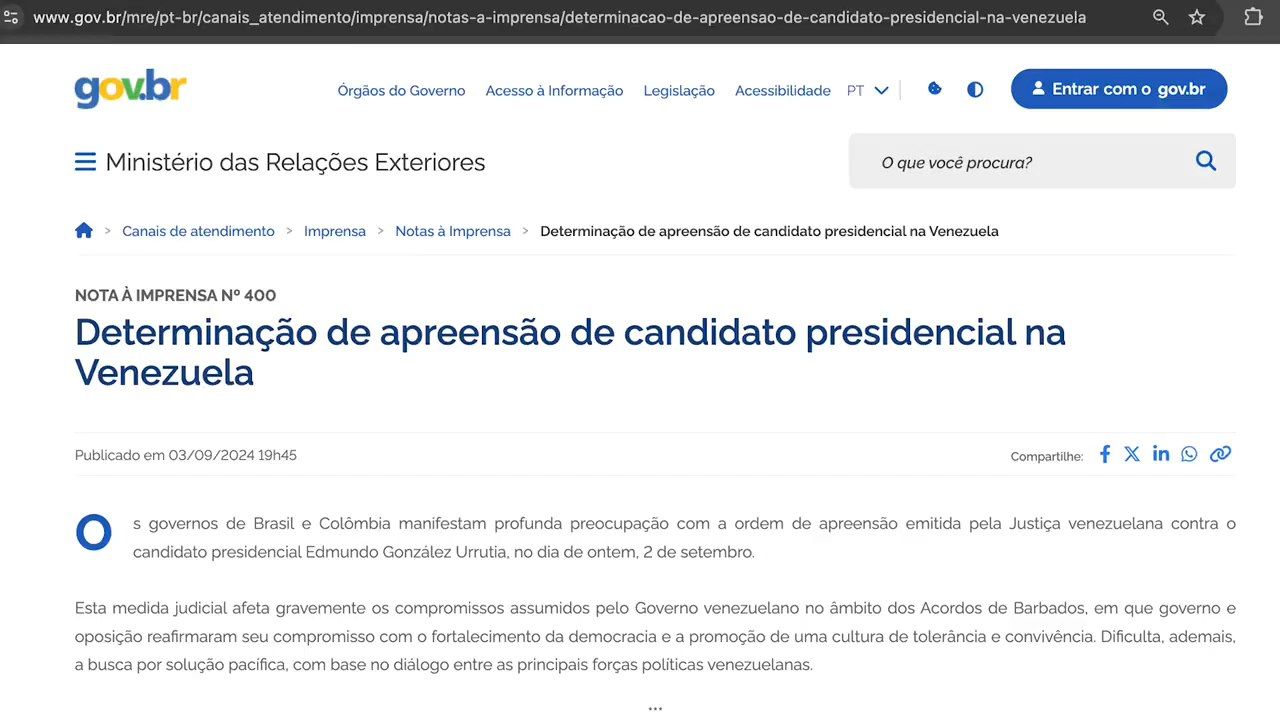 www.gov.br/mre/pt-br/canais_atendimento/imprensa/notas-a-imprensa/determinacao-de-apreensao-de-candidato-presidencial-na-venezuela
gov.br
Órgãos do Governo Acesso à Informação Legislação Acessibilidade PT
Entrar com o gov.br
Ministério das Relações Exteriores
O que você procura?
> Canais de atendimento > Imprensa > Notas à Imprensa > Determinação de apreensão de candidato presidencial na Venezuela
NOTA À IMPRENSA Nº 400
Determinação de apreensão de candidato presidencial na
Venezuela
Publicado em 03/09/2024 19h45
Compartilhe:
Os governos de Brasil e Colômbia manifestam profunda preocupação com a ordem de apreensão emitida pela Justiça venezuelana contra o
candidato presidencial Edmundo González Urrutia, no dia de ontem, 2 de setembro.
Esta medida judicial afeta gravemente os compromissos assumidos pelo Governo venezuelano no âmbito dos Acordos de Barbados, em que governo e
oposição reafirmaram seu compromisso com o fortalecimento da democracia e a promoção de uma cultura de tolerância e convivência. Dificulta, ademais,
a busca por solução pacífica, com base no diálogo entre as principais forças políticas venezuelanas.
...